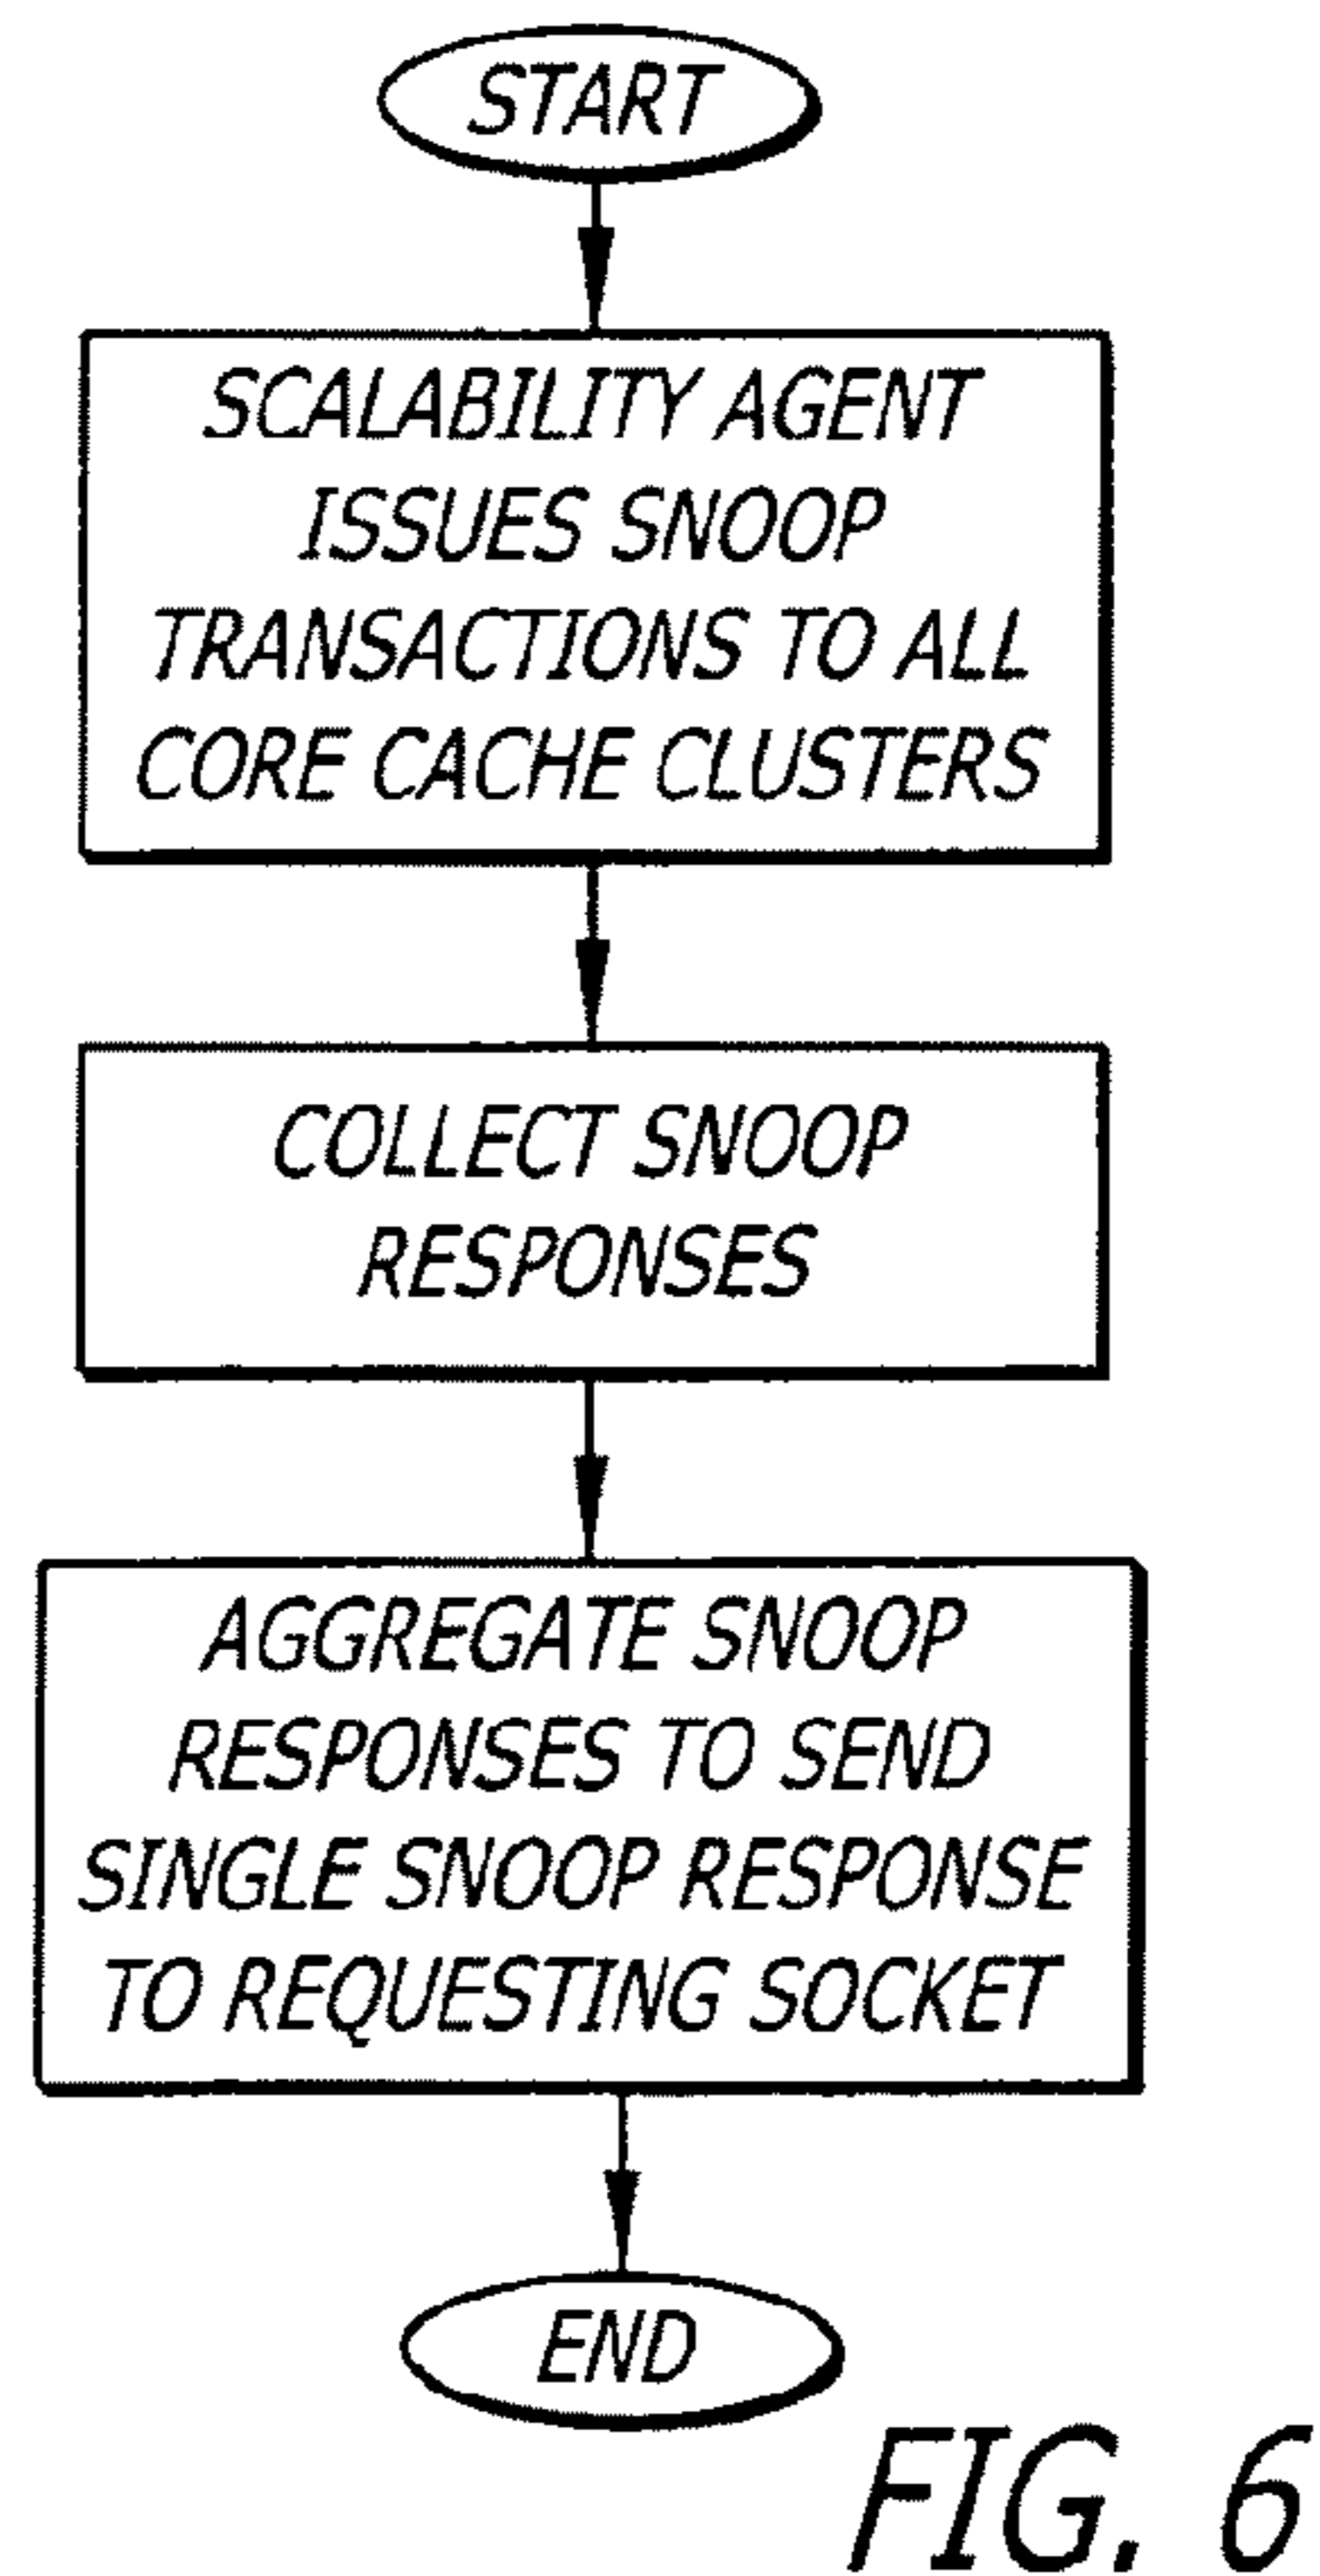 START
SCALABILITY AGENT
ISSUES SNOOP
TRANSACTIONS TO ALL
CORE CACHE CLUSTERS
COLLECT SNOOP
RESPONSES
AGGREGATE SNOOP
RESPONSES TO SEND
SINGLE SNOOP RESPONSE
TO REQUESTING SOCKET
END
FIG. 6